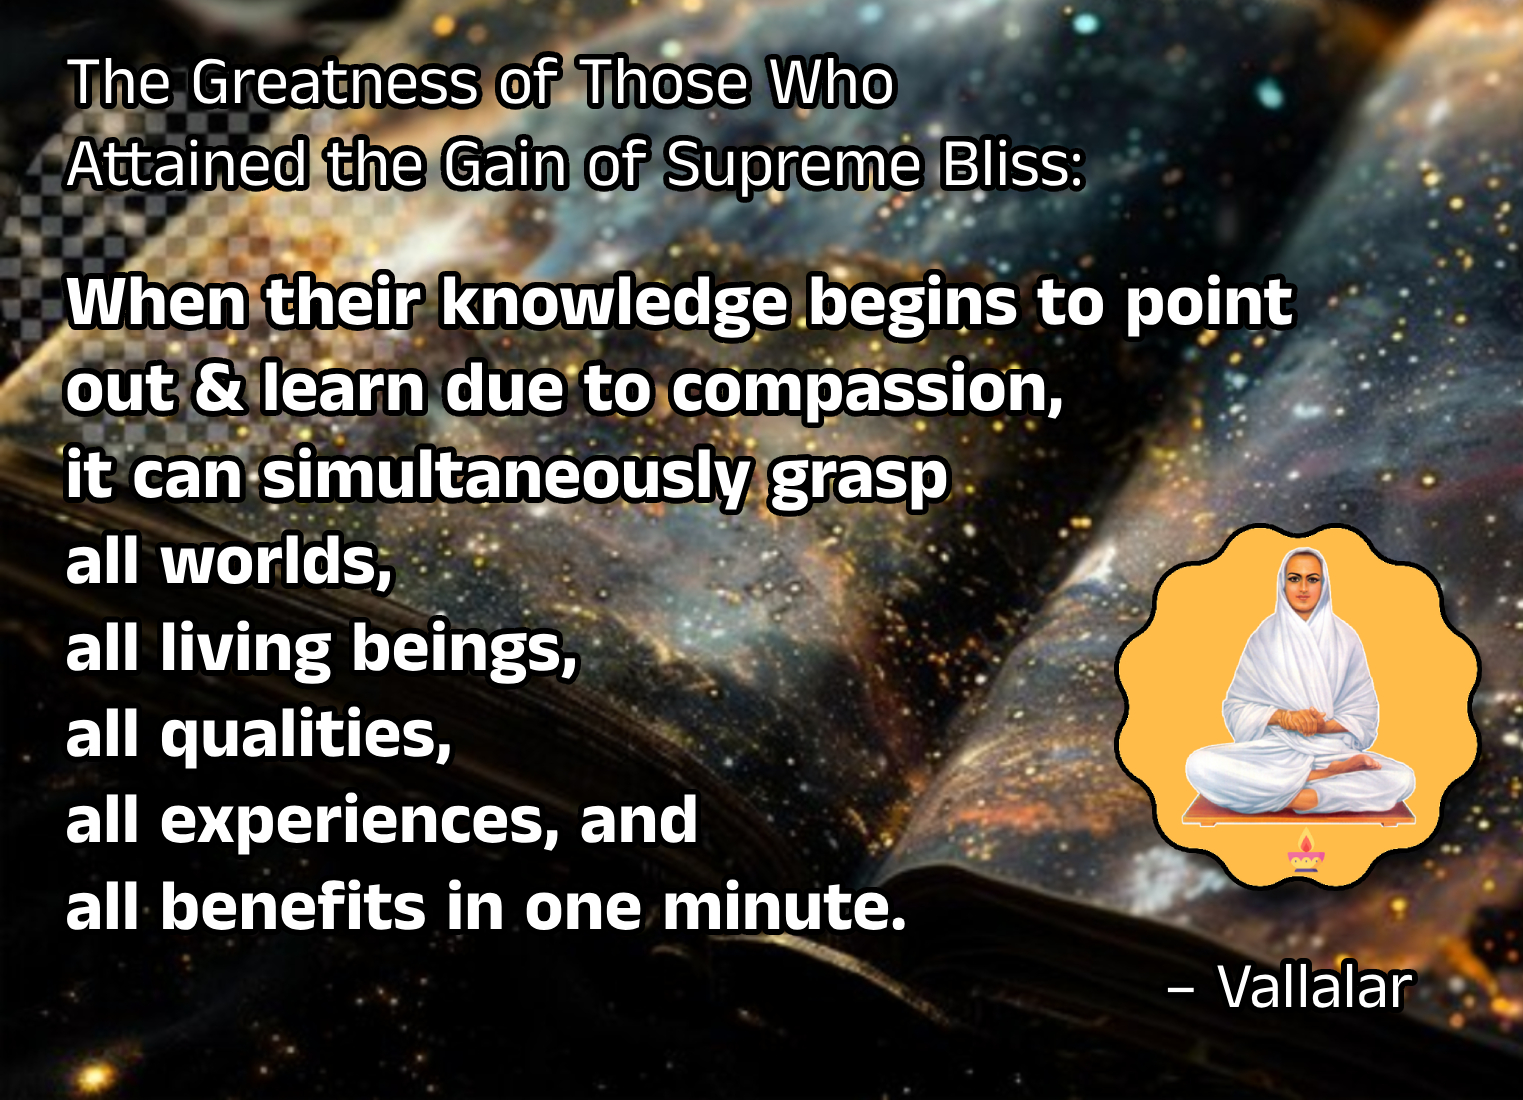 The Greatness of Those Who
Attained the Gain of Supreme Bliss:
When their knowledge begins to point
out & learn due to compassion,
it can simultaneously grasp
all worlds,
all living beings,
all qualities,
all experiences, and
all benefits in one minute.
– Vallalar